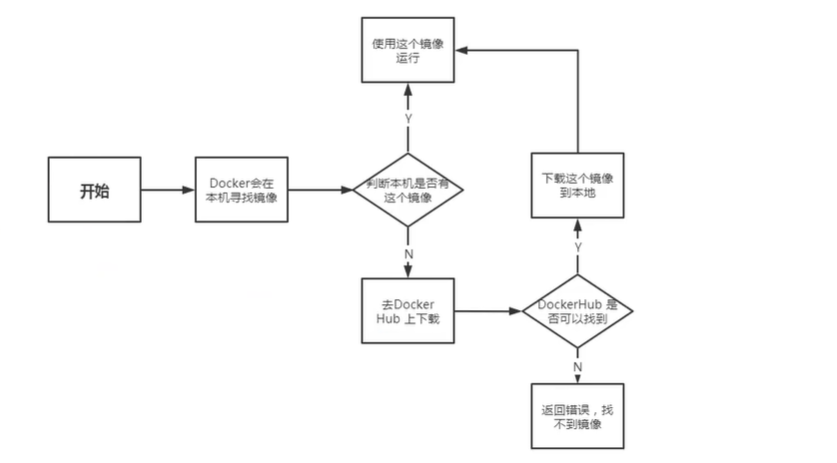 使用这个镜像
运行
Y
开始
Docker会在
本机寻找镜像
判断本机是否有
这个镜像
下载这个镜像
到本地
N
Y
去Docker
Hub 上下载
DockerHub 是
否可以找到
N
返回错误，找
不到镜像